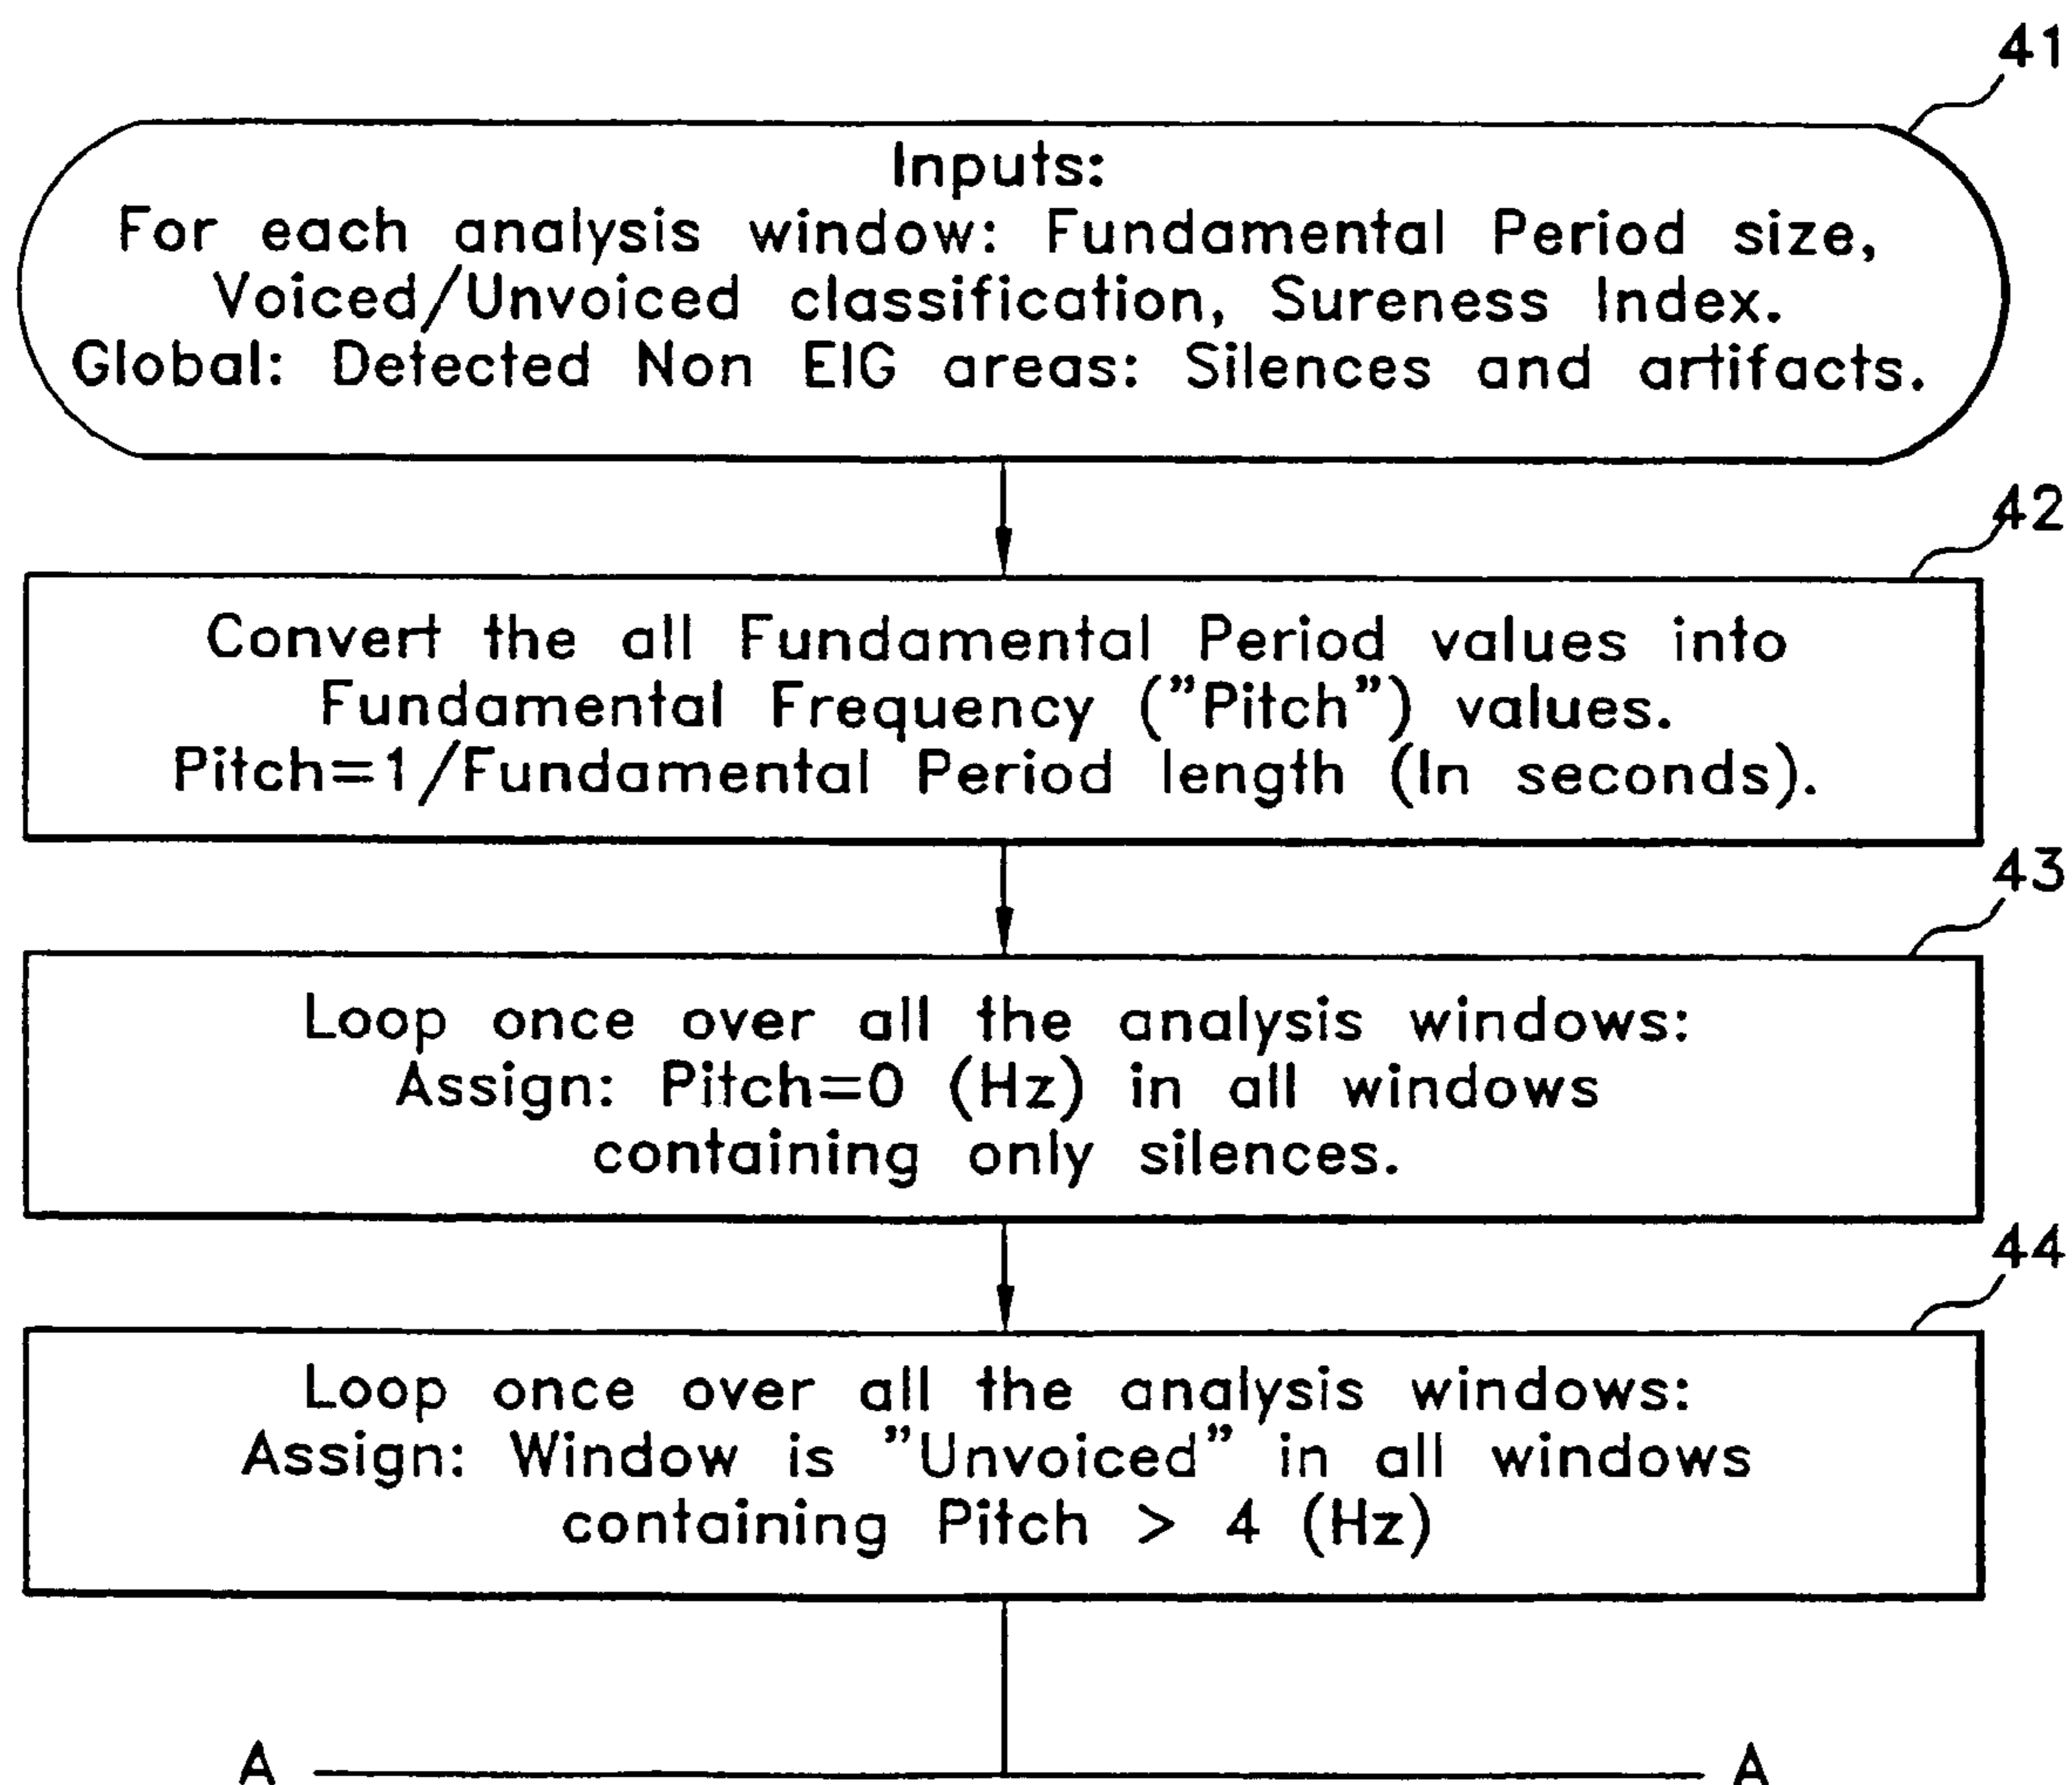 41
Inputs:
For each analysis window: Fundamental Period size,
Voiced/Unvoiced classification, Sureness Index.
Global: Detected Non EIG areas: Silences and artifacts.
42
Convert the all Fundamental Period values into
Fundamental Frequency ("Pitch") values.
Pitch=1/Fundamental Period length (In seconds).
43
Loop once over all the analysis windows:
Assign: Pitch=0 (Hz) in all windows
containing only silences.
44
Loop once over all the analysis windows:
Assign: Window is "Unvoiced" in all windows
containing Pitch > 4 (Hz)
A A